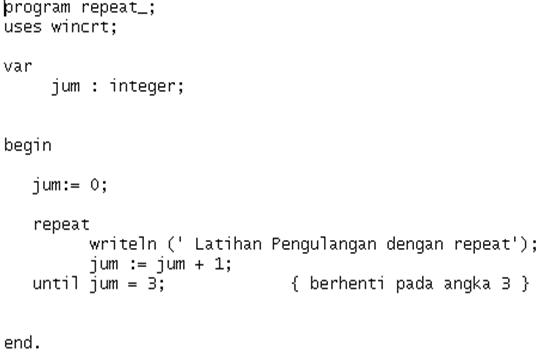 program repeat_;
uses wincrt;
var
jum : integer;
begin
jum:= 0;
repeat
writeln (' Latihan Pengulangan dengan repeat');
jum := jum + 1;
until jum = 3; { berhenti pada angka 3 }
end.